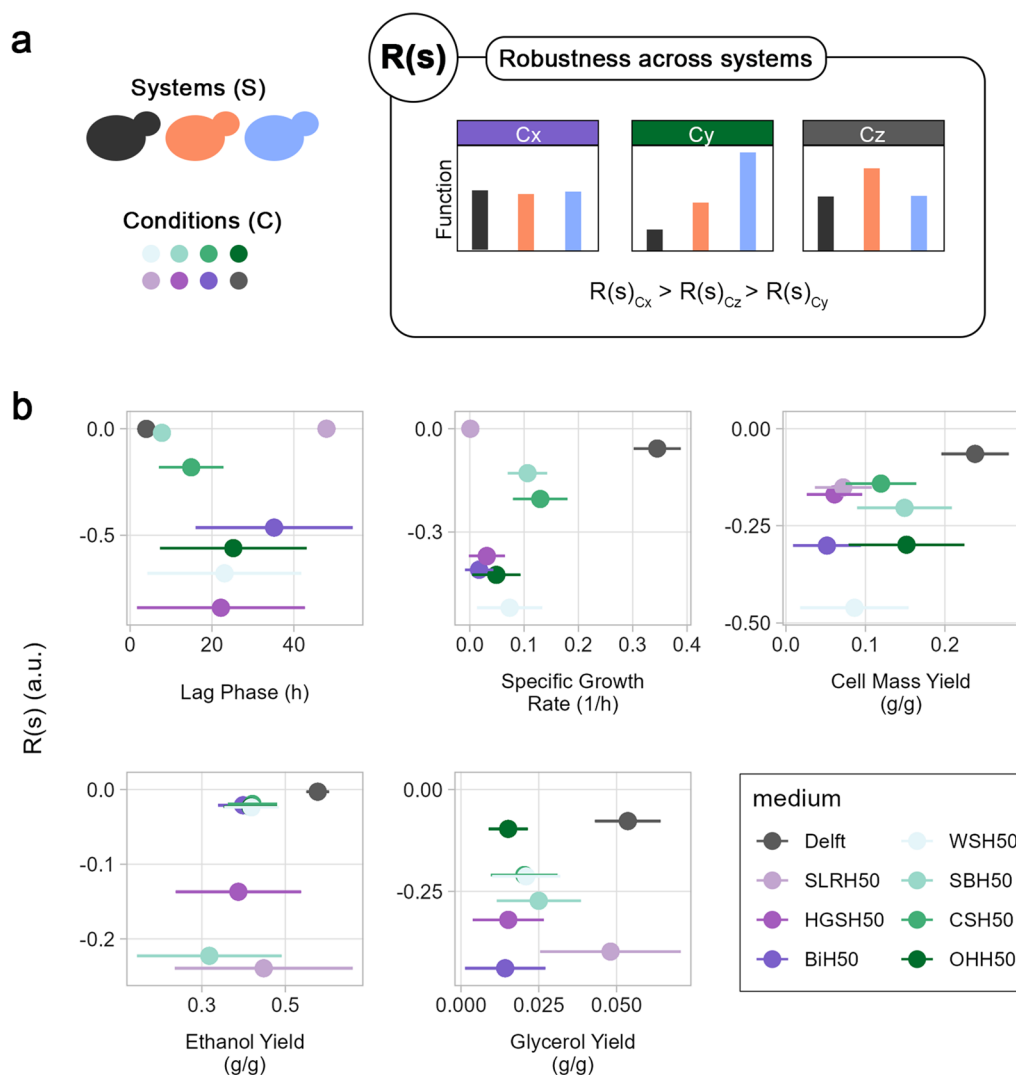 a
Systems (S)
Conditions (C)
R(s)
Robustness across systems
Cx
Cy
Cz
Function
R(s)Cx > R(s)Cz > R(s)Cy
b
R(s) (a.u.)
0.0
-0.5
0
20
40
Lag Phase (h)
0.0
-0.3
0.0
0.1
0.2
0.3
0.4
Specific Growth
Rate (1/h)
0.00
-0.25
-0.50
0.0
0.1
0.2
Cell Mass Yield
(g/g)
0.0
-0.1
-0.2
0.3
0.5
Ethanol Yield
(g/g)
0.00
-0.25
0.000
0.025
0.050
Glycerol Yield
(g/g)
medium
Delft
SLRH50
HGSH50
BiH50
WSH50
SBH50
CSH50
OHH50